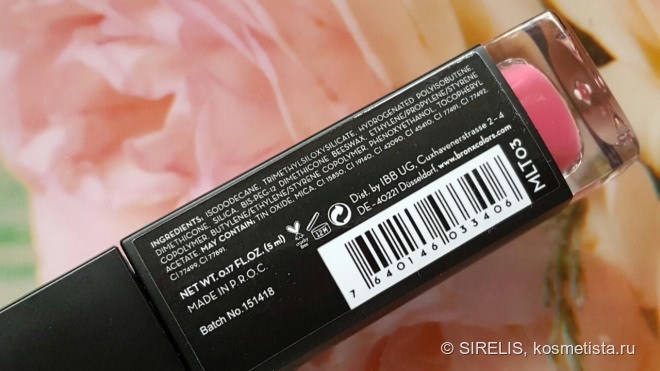 INGREDIENTS: ISODODECANE, TRIMETHYLSILOXYSILICATE, HYDROGENATED POLYISOBUTENE,
DIMETHICONE, SILICA, BIS-PEG-12 DIMETHICONE BEESWAX, ETHYLENE/PROPYLENE/STYRENE
COPOLYMER, BUTYLENE/ETHYLENE/STYRENE COPOLYMER, PHENOXYETHANOL, TOCOPHERYL
ACETATE MAY CONTAIN: TIN OXIDE, MICA, CI 15850, CI 19140, CI 42090, CI 45410, CI 77491, CI 77492,
CI 77499, CI 77891.
NET WT. 0.17 FL.OZ. (5 ml)
MADE IN P.R.O.C.
Batch No. 151418
cruelty
free
12M
Dist. by IBB UG, Cuxhavenerstrasse 2-4
DE-40221 Düsseldorf, www.bronxcolors.com
7 640146 033406
MLT03
© SIRELIS, kosmetista.ru